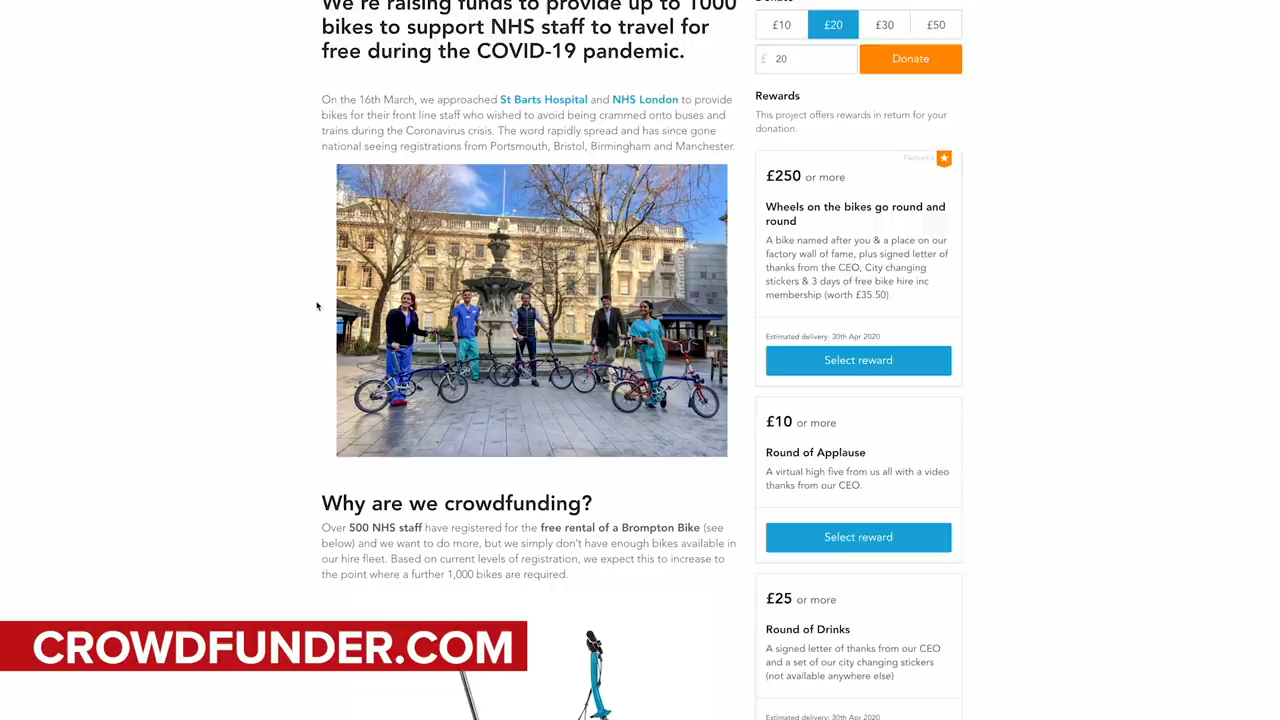 We're raising funds to provide up to 1000
bikes to support NHS staff to travel for
free during the COVID-19 pandemic.
On the 16th March, we approached St Barts Hospital and NHS London to provide
bikes for their front line staff who wished to avoid being crammed onto buses and
trains during the Coronavirus crisis. The word rapidly spread and has since gone
national seeing registrations from Portsmouth, Bristol, Birmingham and Manchester.
Why are we crowdfunding?
Over 500 NHS staff have registered for the free rental of a Brompton Bike (see
below) and we want to do more, but we simply don't have enough bikes available in
our hire fleet. Based on current levels of registration, we expect this to increase to
the point where a further 1,000 bikes are required.
Donate
£10 £20 £30 £50
£ 20 Donate
Rewards
This project offers rewards in return for your
donation.
Featured
£250 or more
Wheels on the bikes go round and
round
A bike named after you & a place on our
factory wall of fame, plus signed letter of
thanks from the CEO, City changing
stickers & 3 days of free bike hire inc
membership (worth £35.50)
Estimated delivery: 30th Apr 2020
Select reward
£10 or more
Round of Applause
A virtual high five from us all with a video
thanks from our CEO.
Select reward
£25 or more
Round of Drinks
A signed letter of thanks from our CEO
and a set of our city changing stickers
(not available anywhere else)
Estimated delivery: 30th Apr 2020
CROWDFUNDER.COM